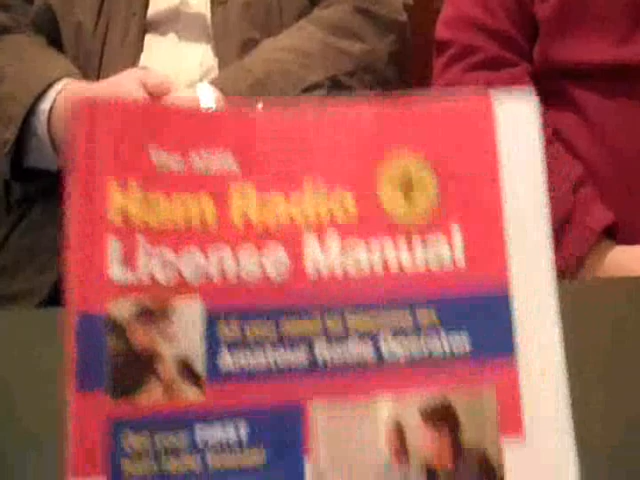 The ARRL
Ham Radio
License Manual
All you need to become an
Amateur Radio Operator
Get your FIRST